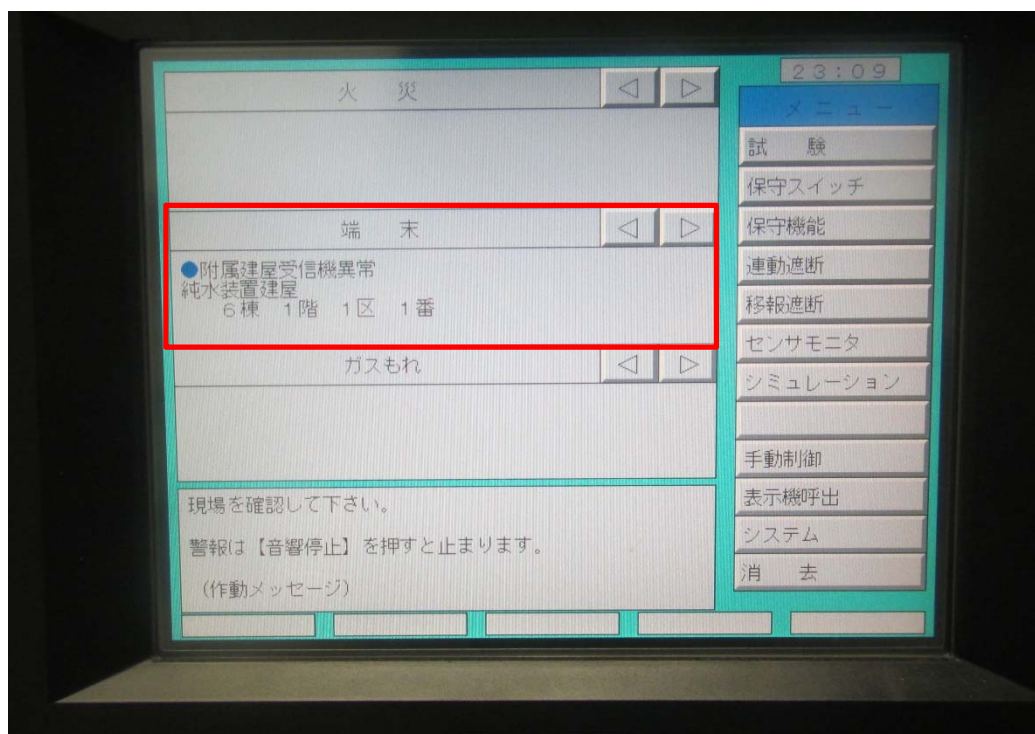 23:09
火　災
◁ ▷
端　末
◁ ▷
●附属建屋受信機異常
純水装置建屋
6棟 1階 1区 1番
ガスもれ
◁ ▷
現場を確認して下さい。
警報は【音響停止】を押すと止まります。
（作動メッセージ）
メニュー
試　験
保守スイッチ
保守機能
連動遮断
移報遮断
センサモニタ
シミュレーション
手動制御
表示機呼出
システム
消　去